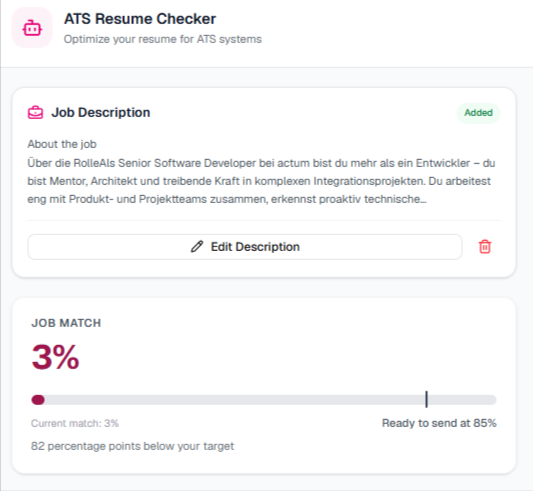 ATS Resume Checker
Optimize your resume for ATS systems
Job Description
Added
About the job
Über die RolleAls Senior Software Developer bei actum bist du mehr als ein Entwickler – du
bist Mentor, Architekt und treibende Kraft in komplexen Integrationsprojekten. Du arbeitest
eng mit Produkt- und Projektteams zusammen, erkennst proaktiv technische...
Edit Description
JOB MATCH
3%
Current match: 3%
Ready to send at 85%
82 percentage points below your target